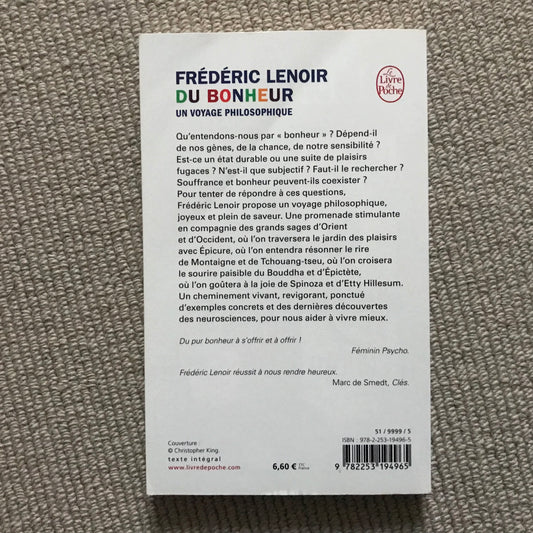 FRÉDÉRIC LENOIR
DU BONHEUR
UN VOYAGE PHILOSOPHIQUE
Le
Livre
de
Poche
Qu'entendons-nous par « bonheur » ? Dépend-il
de nos gènes, de la chance, de notre sensibilité ?
Est-ce un état durable ou une suite de plaisirs
fugaces ? N'est-il que subjectif ? Faut-il le rechercher ?
Souffrance et bonheur peuvent-ils coexister ?
Pour tenter de répondre à ces questions,
Frédéric Lenoir propose un voyage philosophique,
joyeux et plein de saveur. Une promenade stimulante
en compagnie des grands sages d'Orient
et d'Occident, où l'on traversera le jardin des plaisirs
avec Épicure, où l'on entendra résonner le rire
de Montaigne et de Tchouang-tseu, où l'on croisera
le sourire paisible du Bouddha et d'Épictète,
où l'on goûtera à la joie de Spinoza et d'Etty Hillesum.
Un cheminement vivant, revigorant, ponctué
d'exemples concrets et des dernières découvertes
des neurosciences, pour nous aider à vivre mieux.
Du pur bonheur à s'offrir et à offrir !
Féminin Psycho.
Frédéric Lenoir réussit à nous rendre heureux.
Marc de Smedt, Clés.
Couverture :
© Christopher King.
texte intégral
www.livredepoche.com
6,60 € TTC
France
51 / 9999 / 5
ISBN : 978-2-253-19496-5
9 782253 194965